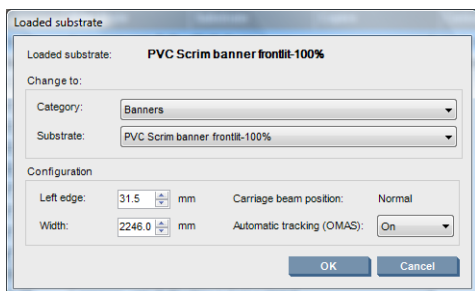 Loaded substrate
Loaded substrate: PVC Scrim banner frontlit-100%
Change to:
Category: Banners
Substrate: PVC Scrim banner frontlit-100%
Configuration
Left edge: 31.5 mm Carriage beam position: Normal
Width: 2246.0 mm Automatic tracking (OMAS): On
OK Cancel